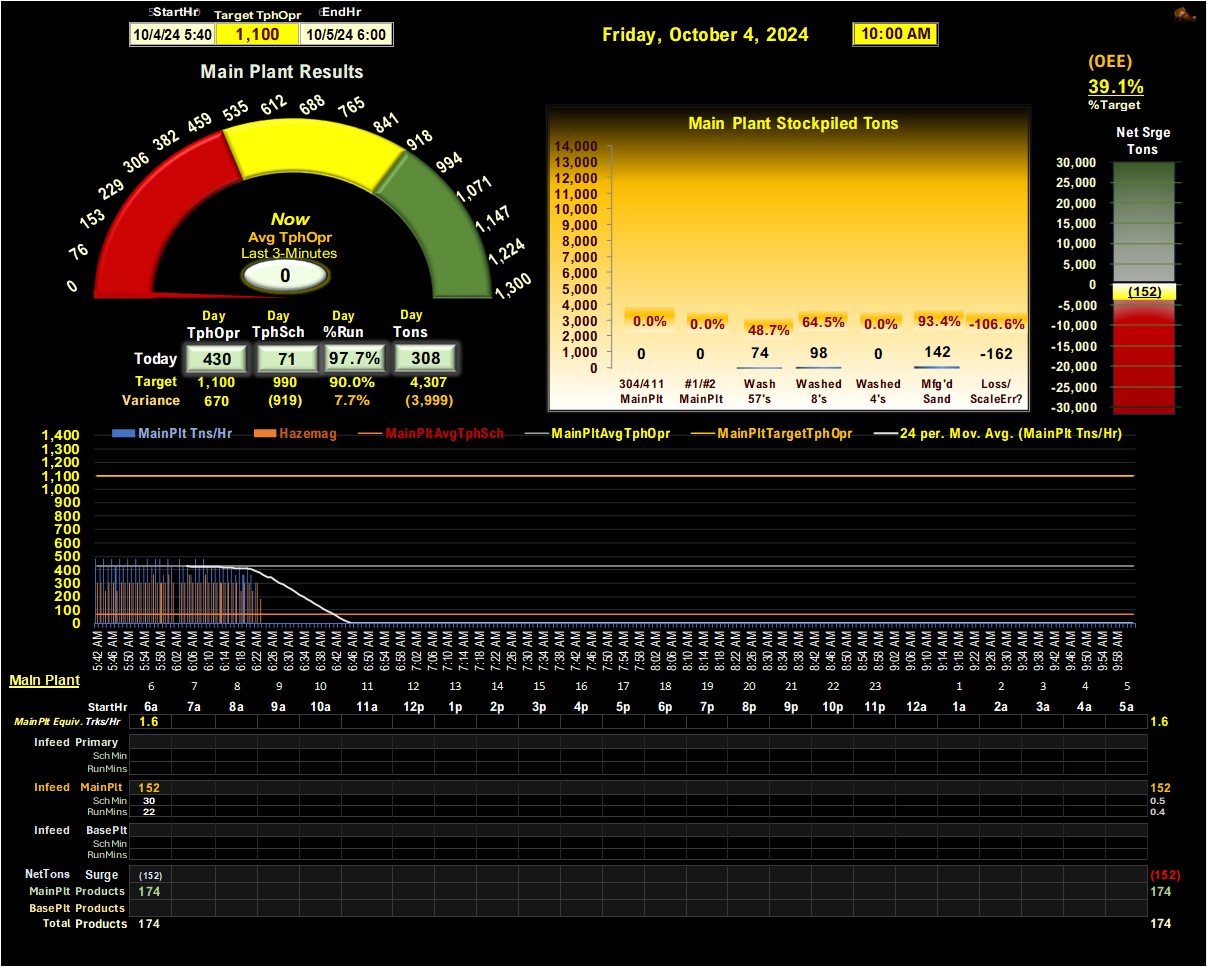 StartHr Target TphOpr EndHr
10/4/24 5:40 1,100 10/5/24 6:00
Friday, October 4, 2024 10:00 AM
(OEE)
39.1%
%Target
Main Plant Results
0 76 153 229 306 382 459 535 612 688 765 841 918 994 1,071 1,147 1,224 1,300
Now
Avg TphOpr
Last 3-Minutes
0
Day Day Day Day
TphOpr TphSch %Run Tons
Today 430 71 97.7% 308
Target 1,100 990 90.0% 4,307
Variance 670 (919) 7.7% (3,999)
Main Plant Stockpiled Tons
14,000
13,000
12,000
11,000
10,000
9,000
8,000
7,000
6,000
5,000
4,000
3,000
2,000
1,000
0
0.0% 0.0% 48.7% 64.5% 0.0% 93.4% -106.6%
0 0 74 98 0 142 -162
304/411 #1/#2 Wash Washed Washed Mfg'd Loss/
MainPlt MainPlt 57's 8's 4's Sand ScaleErr?
Net Srge
Tons
30,000
25,000
20,000
15,000
10,000
5,000
0
(152)
-5,000
-10,000
-15,000
-20,000
-25,000
-30,000
MainPlt Tns/Hr Hazemag MainPltAvgTphSch MainPltAvgTphOpr MainPltTargetTphOpr 24 per. Mov. Avg. (MainPlt Tns/Hr)
1,400
1,300
1,200
1,100
1,000
900
800
700
600
500
400
300
200
100
0
5:42 AM 5:46 AM 5:50 AM 5:54 AM 5:58 AM 6:02 AM 6:06 AM 6:10 AM 6:14 AM 6:18 AM 6:22 AM 6:26 AM 6:30 AM 6:34 AM 6:38 AM 6:42 AM 6:46 AM 6:50 AM 6:54 AM 6:58 AM 7:02 AM 7:06 AM 7:10 AM 7:14 AM 7:18 AM 7:22 AM 7:26 AM 7:30 AM 7:34 AM 7:38 AM 7:42 AM 7:46 AM 7:50 AM 7:54 AM 7:58 AM 8:02 AM 8:06 AM 8:10 AM 8:14 AM 8:18 AM 8:22 AM 8:26 AM 8:30 AM 8:34 AM 8:38 AM 8:42 AM 8:46 AM 8:50 AM 8:54 AM 8:58 AM 9:02 AM 9:06 AM 9:10 AM 9:14 AM 9:18 AM 9:22 AM 9:26 AM 9:30 AM 9:34 AM 9:38 AM 9:42 AM 9:46 AM 9:50 AM 9:54 AM 9:58 AM
Main Plant
6 7 8 9 10 11 12 13 14 15 16 17 18 19 20 21 22 23 1 2 3 4 5
StartHr 6a 7a 8a 9a 10a 11a 12p 1p 2p 3p 4p 5p 6p 7p 8p 9p 10p 11p 12a 1a 2a 3a 4a 5a
MainPlt Equiv. Trks/Hr 1.6 1.6
Infeed Primary
SchMin
RunMins
Infeed MainPlt 152 152
SchMin 30 0.5
RunMins 22 0.4
Infeed BasePlt
SchMin
RunMins
NetTons Surge (152) (152)
MainPlt Products 174 174
BasePlt Products
Total Products 174 174